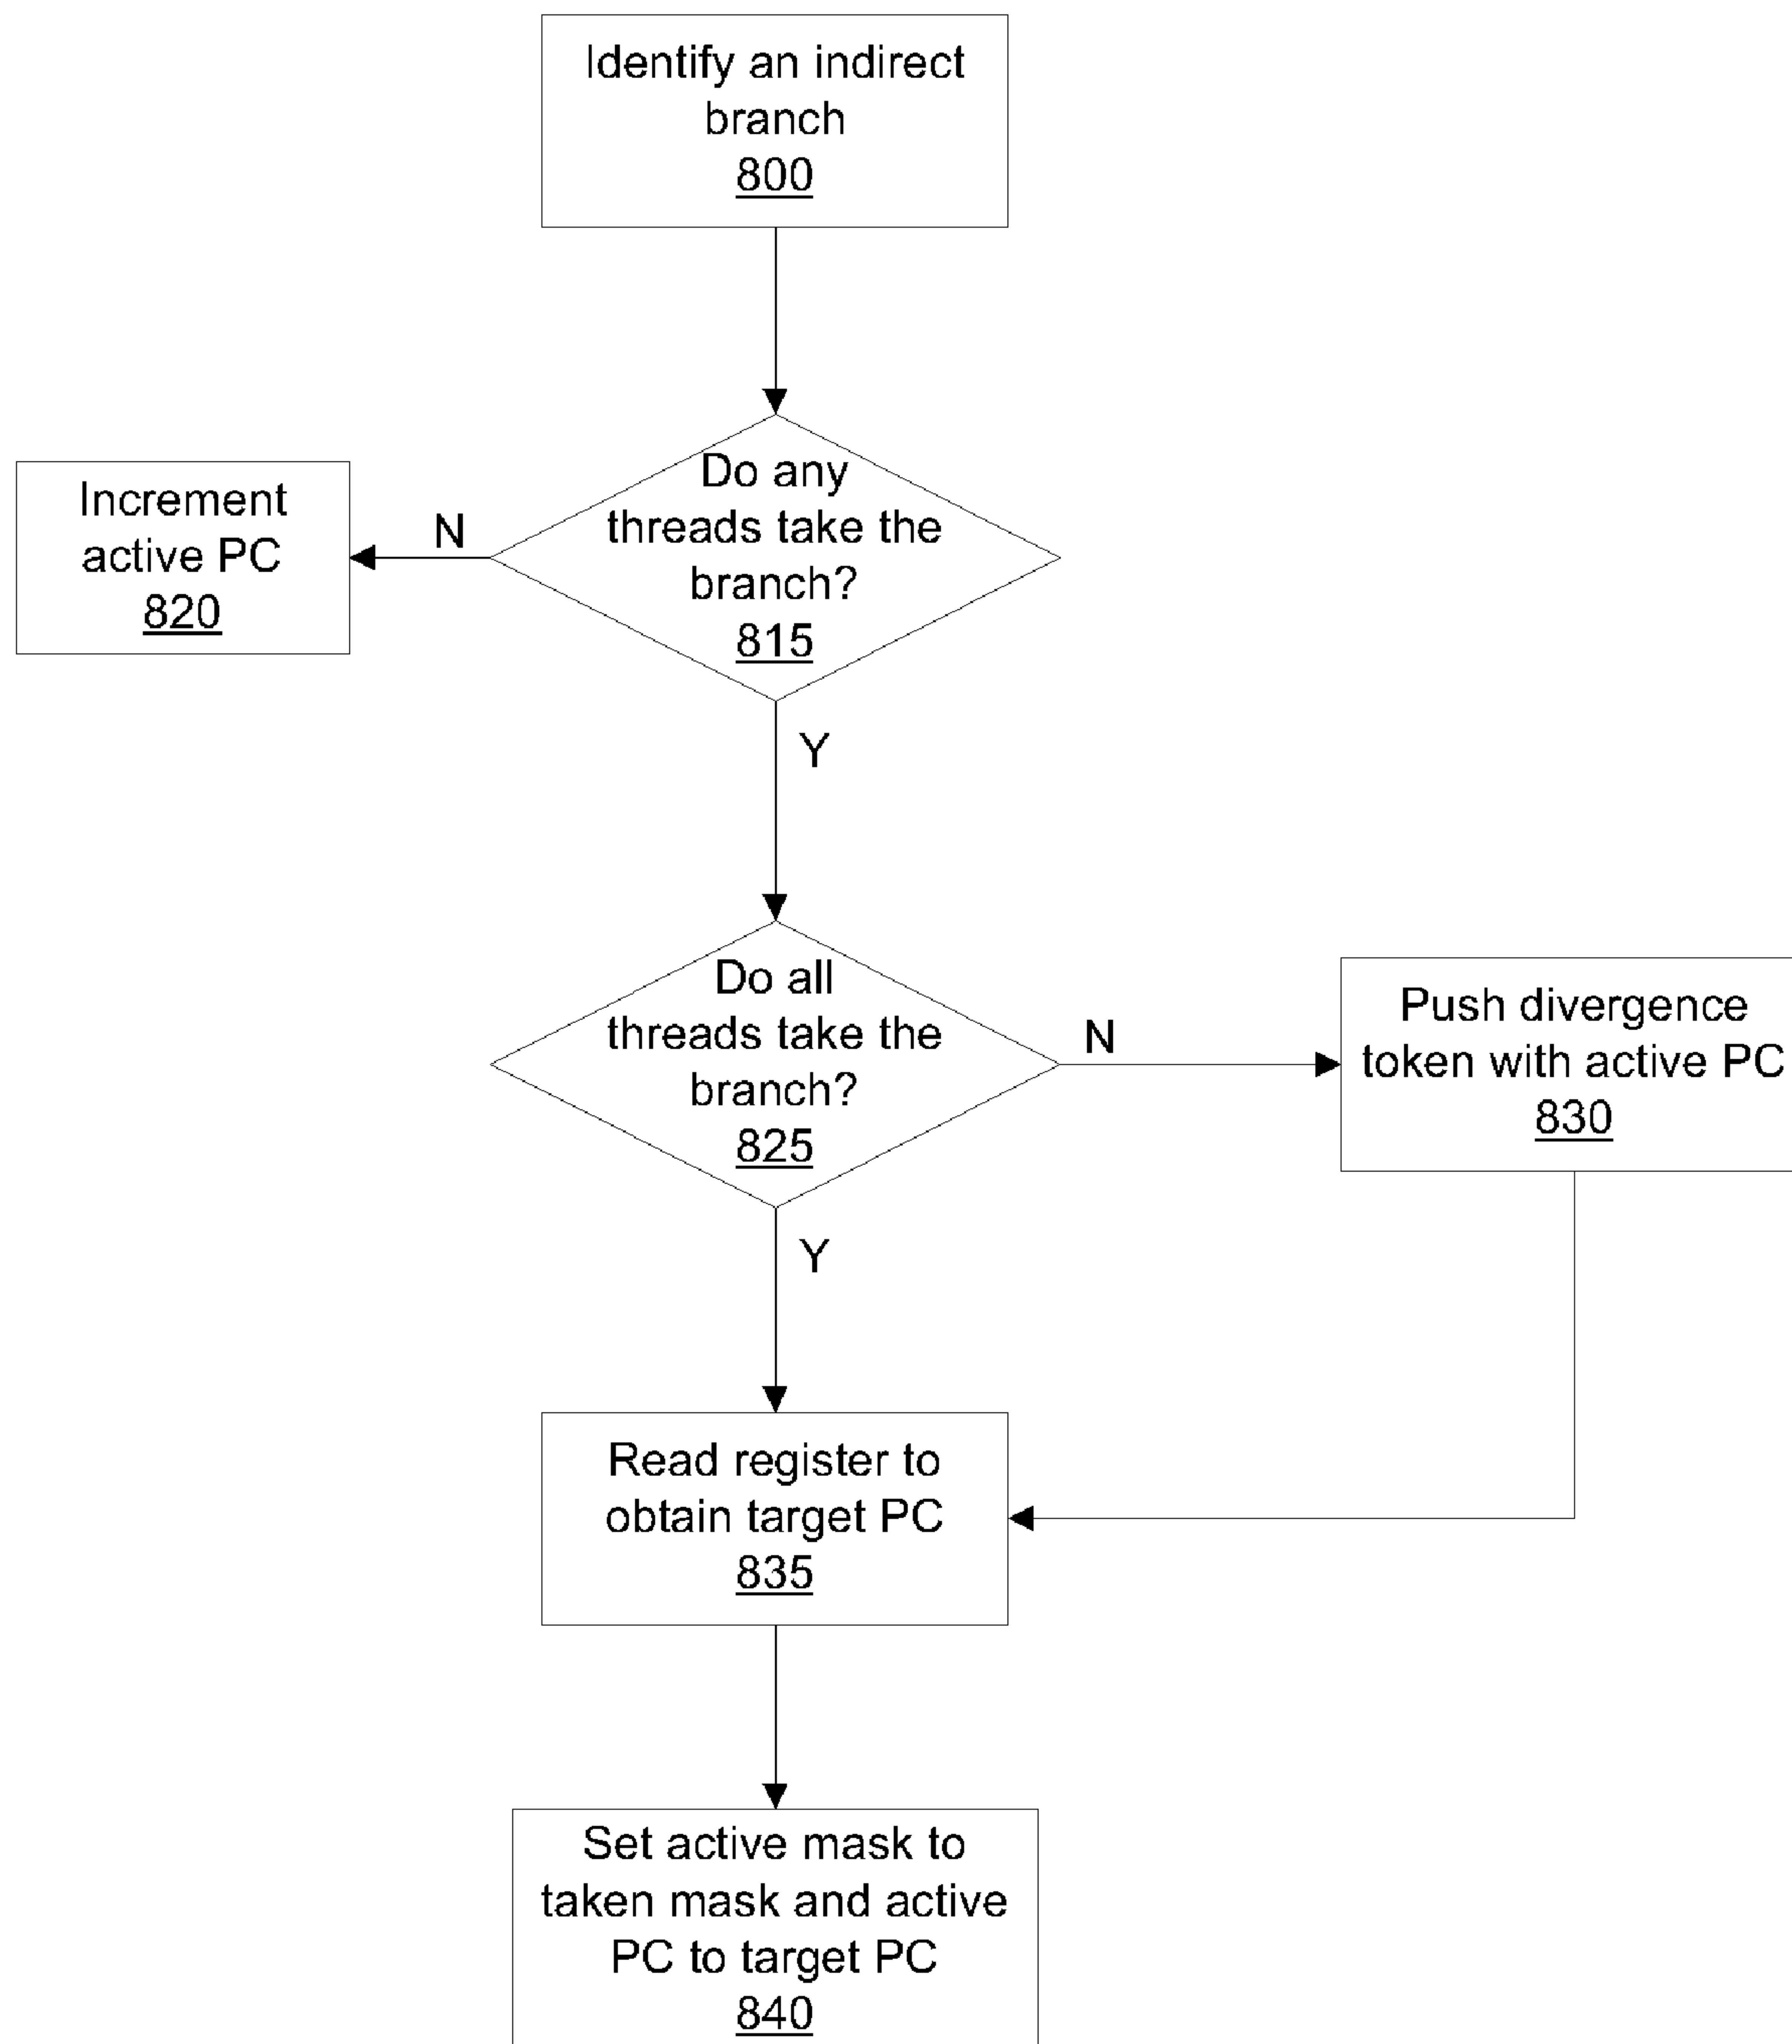 Identify an indirect
branch
800
Do any
threads take the
branch?
815
N
Increment
active PC
820
Y
Do all
threads take the
branch?
825
N
Push divergence
token with active PC
830
Y
Read register to
obtain target PC
835
Set active mask to
taken mask and active
PC to target PC
840